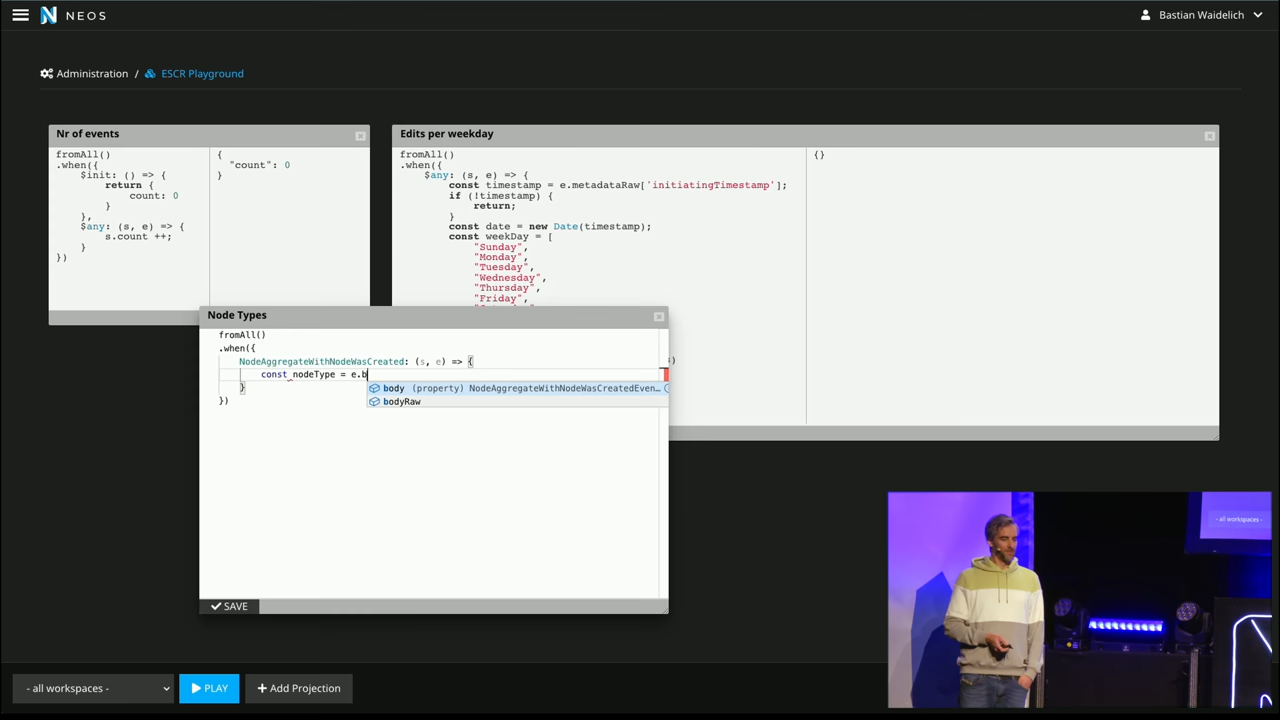 NEOS
Bastian Waidelich
Administration / ESCR Playground
Nr of events
fromAll()
.when({
$init: () => {
return {
count: 0
}
},
$any: (s, e) => {
s.count ++;
}
})
{
"count": 0
}
Edits per weekday
fromAll()
.when({
$any: (s, e) => {
const timestamp = e.metadataRaw['initiatingTimestamp'];
if (!timestamp) {
return;
}
const date = new Date(timestamp);
const weekDay = [
"Sunday",
"Monday",
"Tuesday",
"Wednesday",
"Thursday",
"Friday",
{}
Node Types
fromAll()
.when({
NodeAggregateWithNodeWasCreated: (s, e) => {
const nodeType = e.b
}
})
body (property) NodeAggregateWithNodeWasCreatedEven…
bodyRaw
SAVE
- all workspaces -
- all workspaces -
PLAY
+ Add Projection